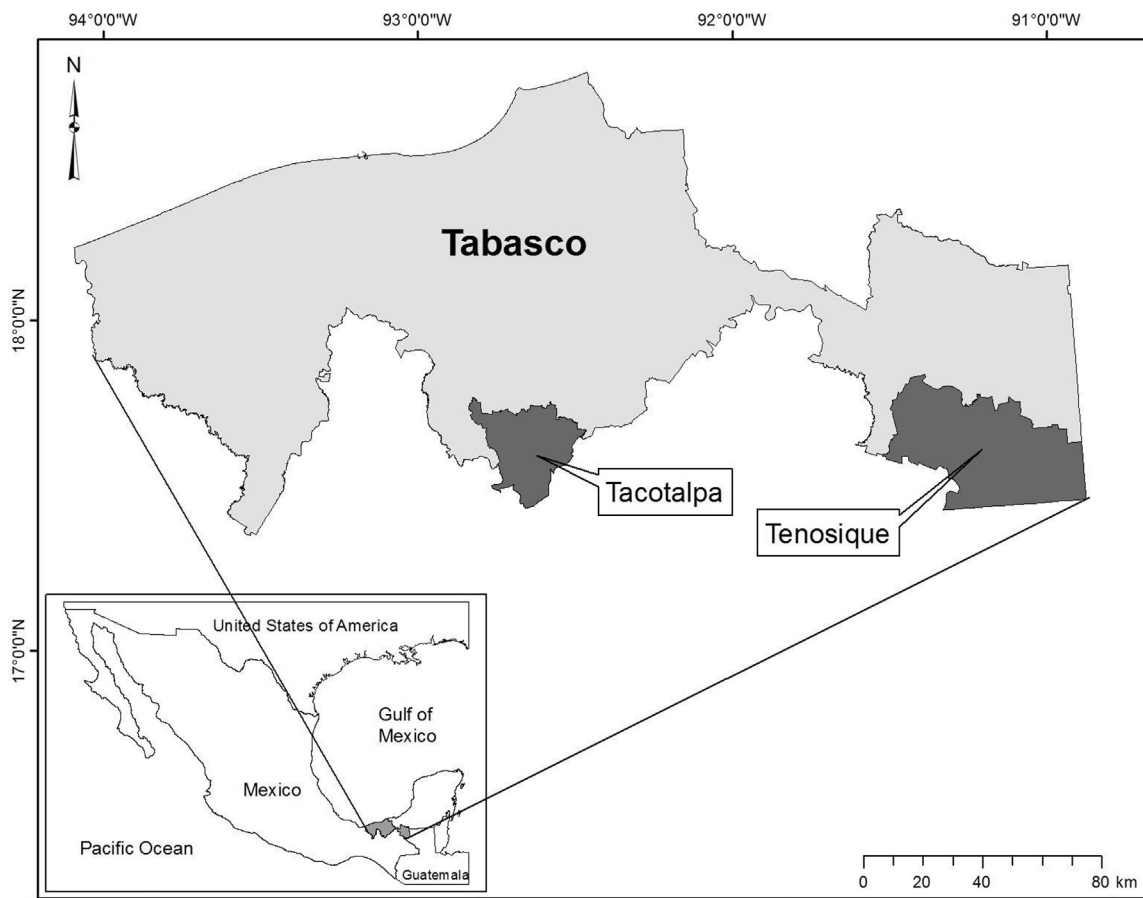 94°0'0"W 93°0'0"W 92°0'0"W 91°0'0"W
N
Tabasco
18°0'0"N
Tacotalpa
Tenosique
17°0'0"N
United States of America
Gulf of
Mexico
Mexico
Pacific Ocean
Guatemala
0 20 40 60 80 km